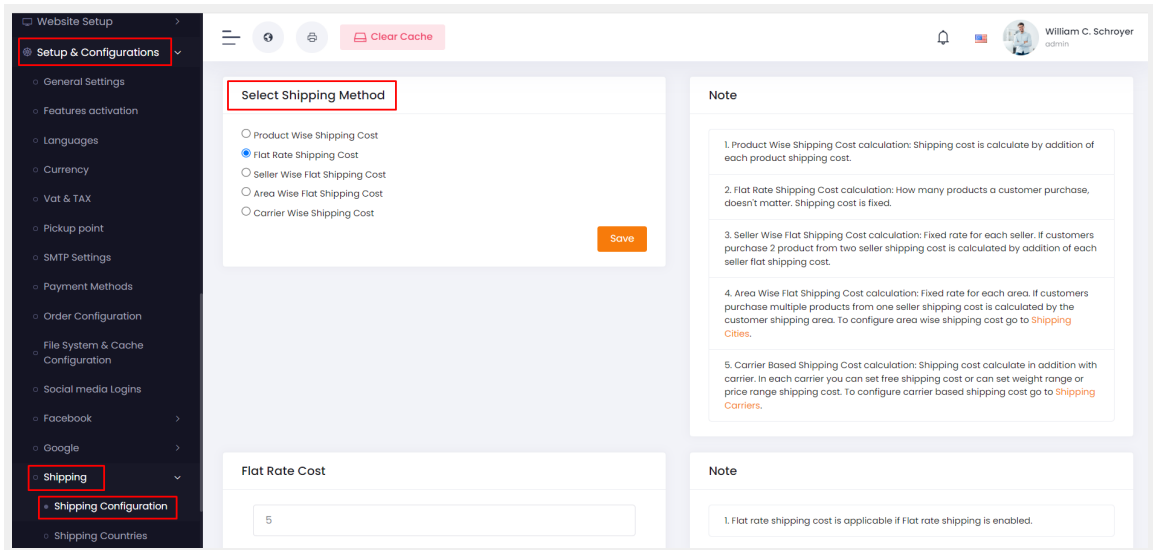 Website Setup
Setup & Configurations
General Settings
Features activation
Languages
Currency
Vat & TAX
Pickup point
SMTP Settings
Payment Methods
Order Configuration
File System & Cache
Configuration
Social media Logins
Facebook
Google
Shipping
Shipping Configuration
Shipping Countries
Clear Cache
William C. Schroyer
admin
Select Shipping Method
Product Wise Shipping Cost
Flat Rate Shipping Cost
Seller Wise Flat Shipping Cost
Area Wise Flat Shipping Cost
Carrier Wise Shipping Cost
Save
Note
1. Product Wise Shipping Cost calculation: Shipping cost is calculate by addition of
each product shipping cost.
2. Flat Rate Shipping Cost calculation: How many products a customer purchase,
doesn't matter. Shipping cost is fixed.
3. Seller Wise Flat Shipping Cost calculation: Fixed rate for each seller. If customers
purchase 2 product from two seller shipping cost is calculated by addition of each
seller flat shipping cost.
4. Area Wise Flat Shipping Cost calculation: Fixed rate for each area. If customers
purchase multiple products from one seller shipping cost is calculated by the
customer shipping area. To configure area wise shipping cost go to Shipping
Cities.
5. Carrier Based Shipping Cost calculation: Shipping cost calculate in addition with
carrier. In each carrier you can set free shipping cost or can set weight range or
price range shipping cost. To configure carrier based shipping cost go to Shipping
Carriers.
Flat Rate Cost
5
Note
1. Flat rate shipping cost is applicable if Flat rate shipping is enabled.